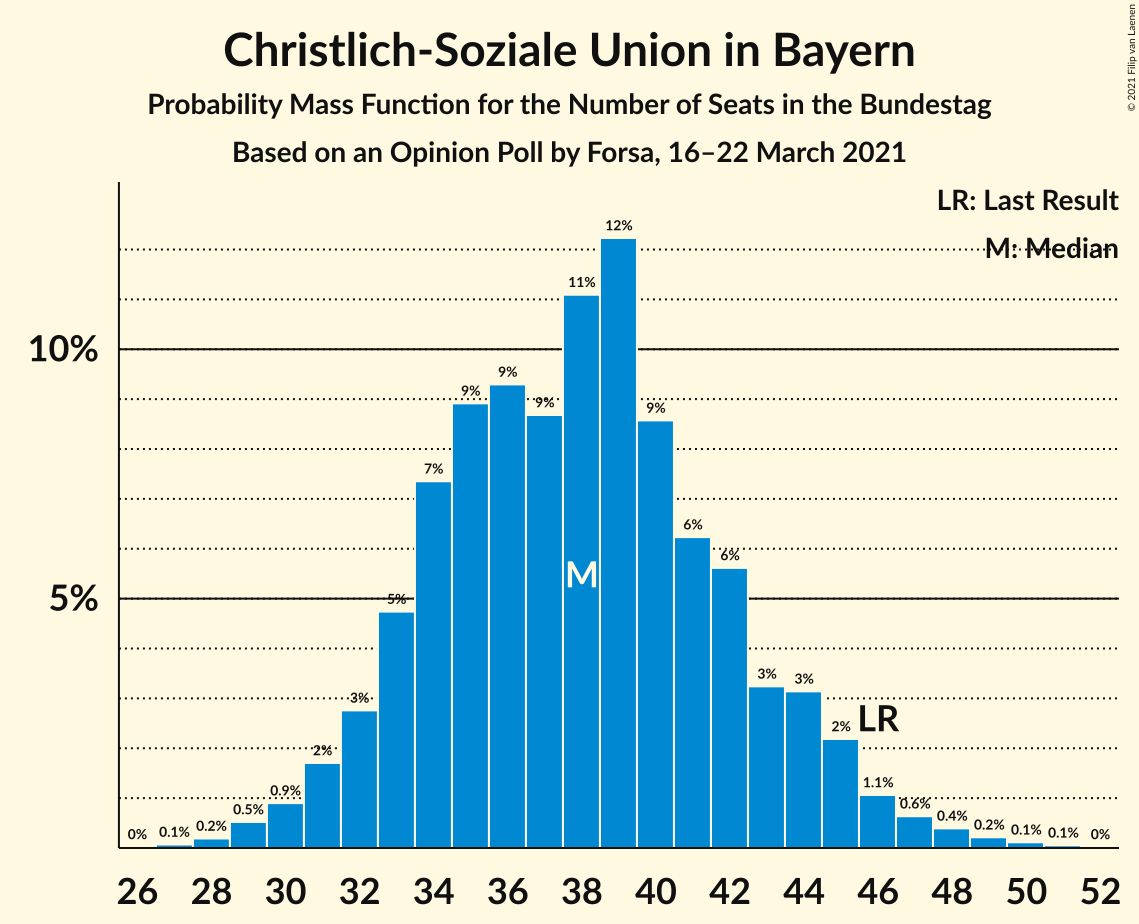 Christlich-Soziale Union in Bayern
Probability Mass Function for the Number of Seats in the Bundestag
Based on an Opinion Poll by Forsa, 16–22 March 2021
© 2021 Filip van Laenen
LR: Last Result
M: Median
10%
5%
0% 0.1% 0.2% 0.5% 0.9% 2% 3% 5% 7% 9% 9% 9% 11% 12% 9% 6% 6% 3% 3% 2% 1.1% 0.6% 0.4% 0.2% 0.1% 0.1% 0%
M
LR
26 28 30 32 34 36 38 40 42 44 46 48 50 52